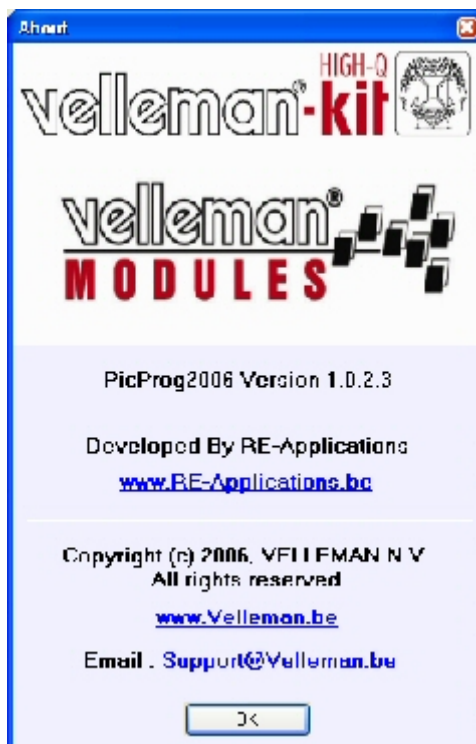 About
HIGH-Q
velleman®-kit
velleman®
MODULES
PicProg2006 Version 1.0.2.3
Developed By RE-Applications
www.RE-Applications.be
Copyright (c) 2006, VELLEMAN N V
All rights reserved
www.Velleman.be
Email : Support@Velleman.be
OK